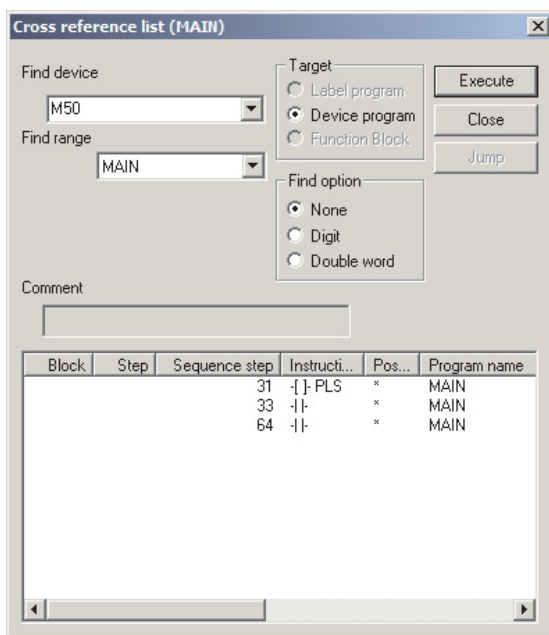 Cross reference list (MAIN)
Find device
M50
Find range
MAIN
Target
Label program
Device program
Function Block
Find option
None
Digit
Double word
Execute
Close
Jump
Comment
Block Step Sequence step Instructi... Pos... Program name
31 -[ ]- PLS * MAIN
33 -| |- * MAIN
64 -| |- * MAIN